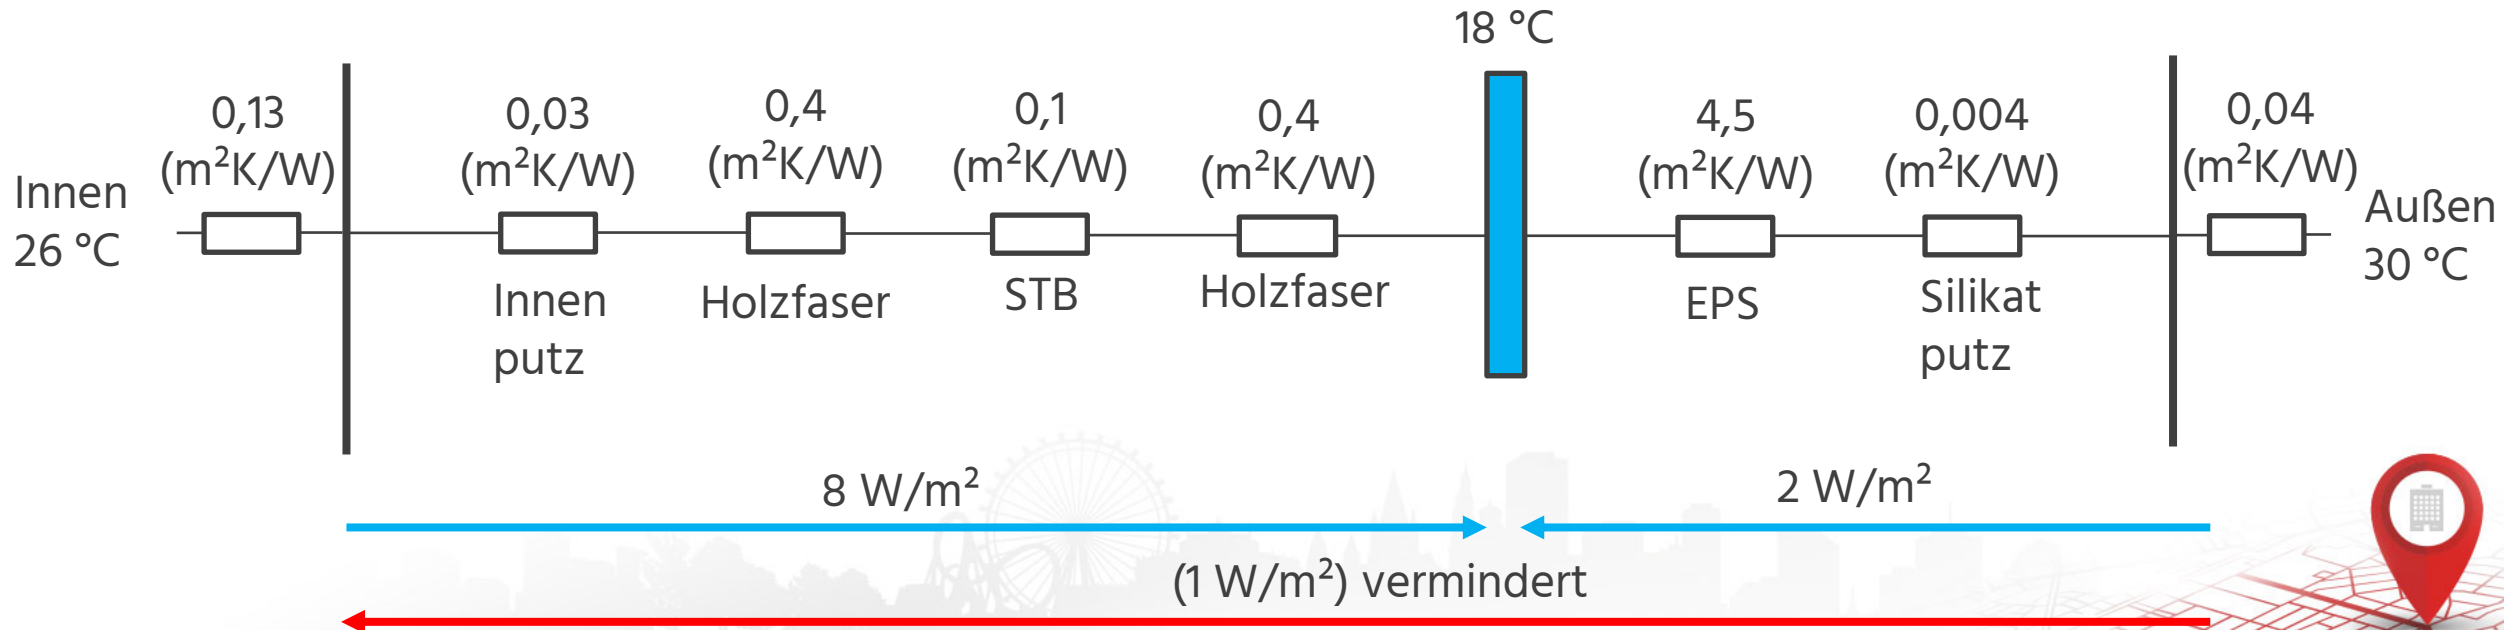 18 °C
0,13
(m²K/W)
0,03
(m²K/W)
0,4
(m²K/W)
0,1
(m²K/W)
0,4
(m²K/W)
4,5
(m²K/W)
0,004
(m²K/W)
0,04
(m²K/W)
Innen
26 °C
Außen
30 °C
Innen
putz
Holzfaser
STB
Holzfaser
EPS
Silikat
putz
8 W/m²
2 W/m²
(1 W/m²) vermindert